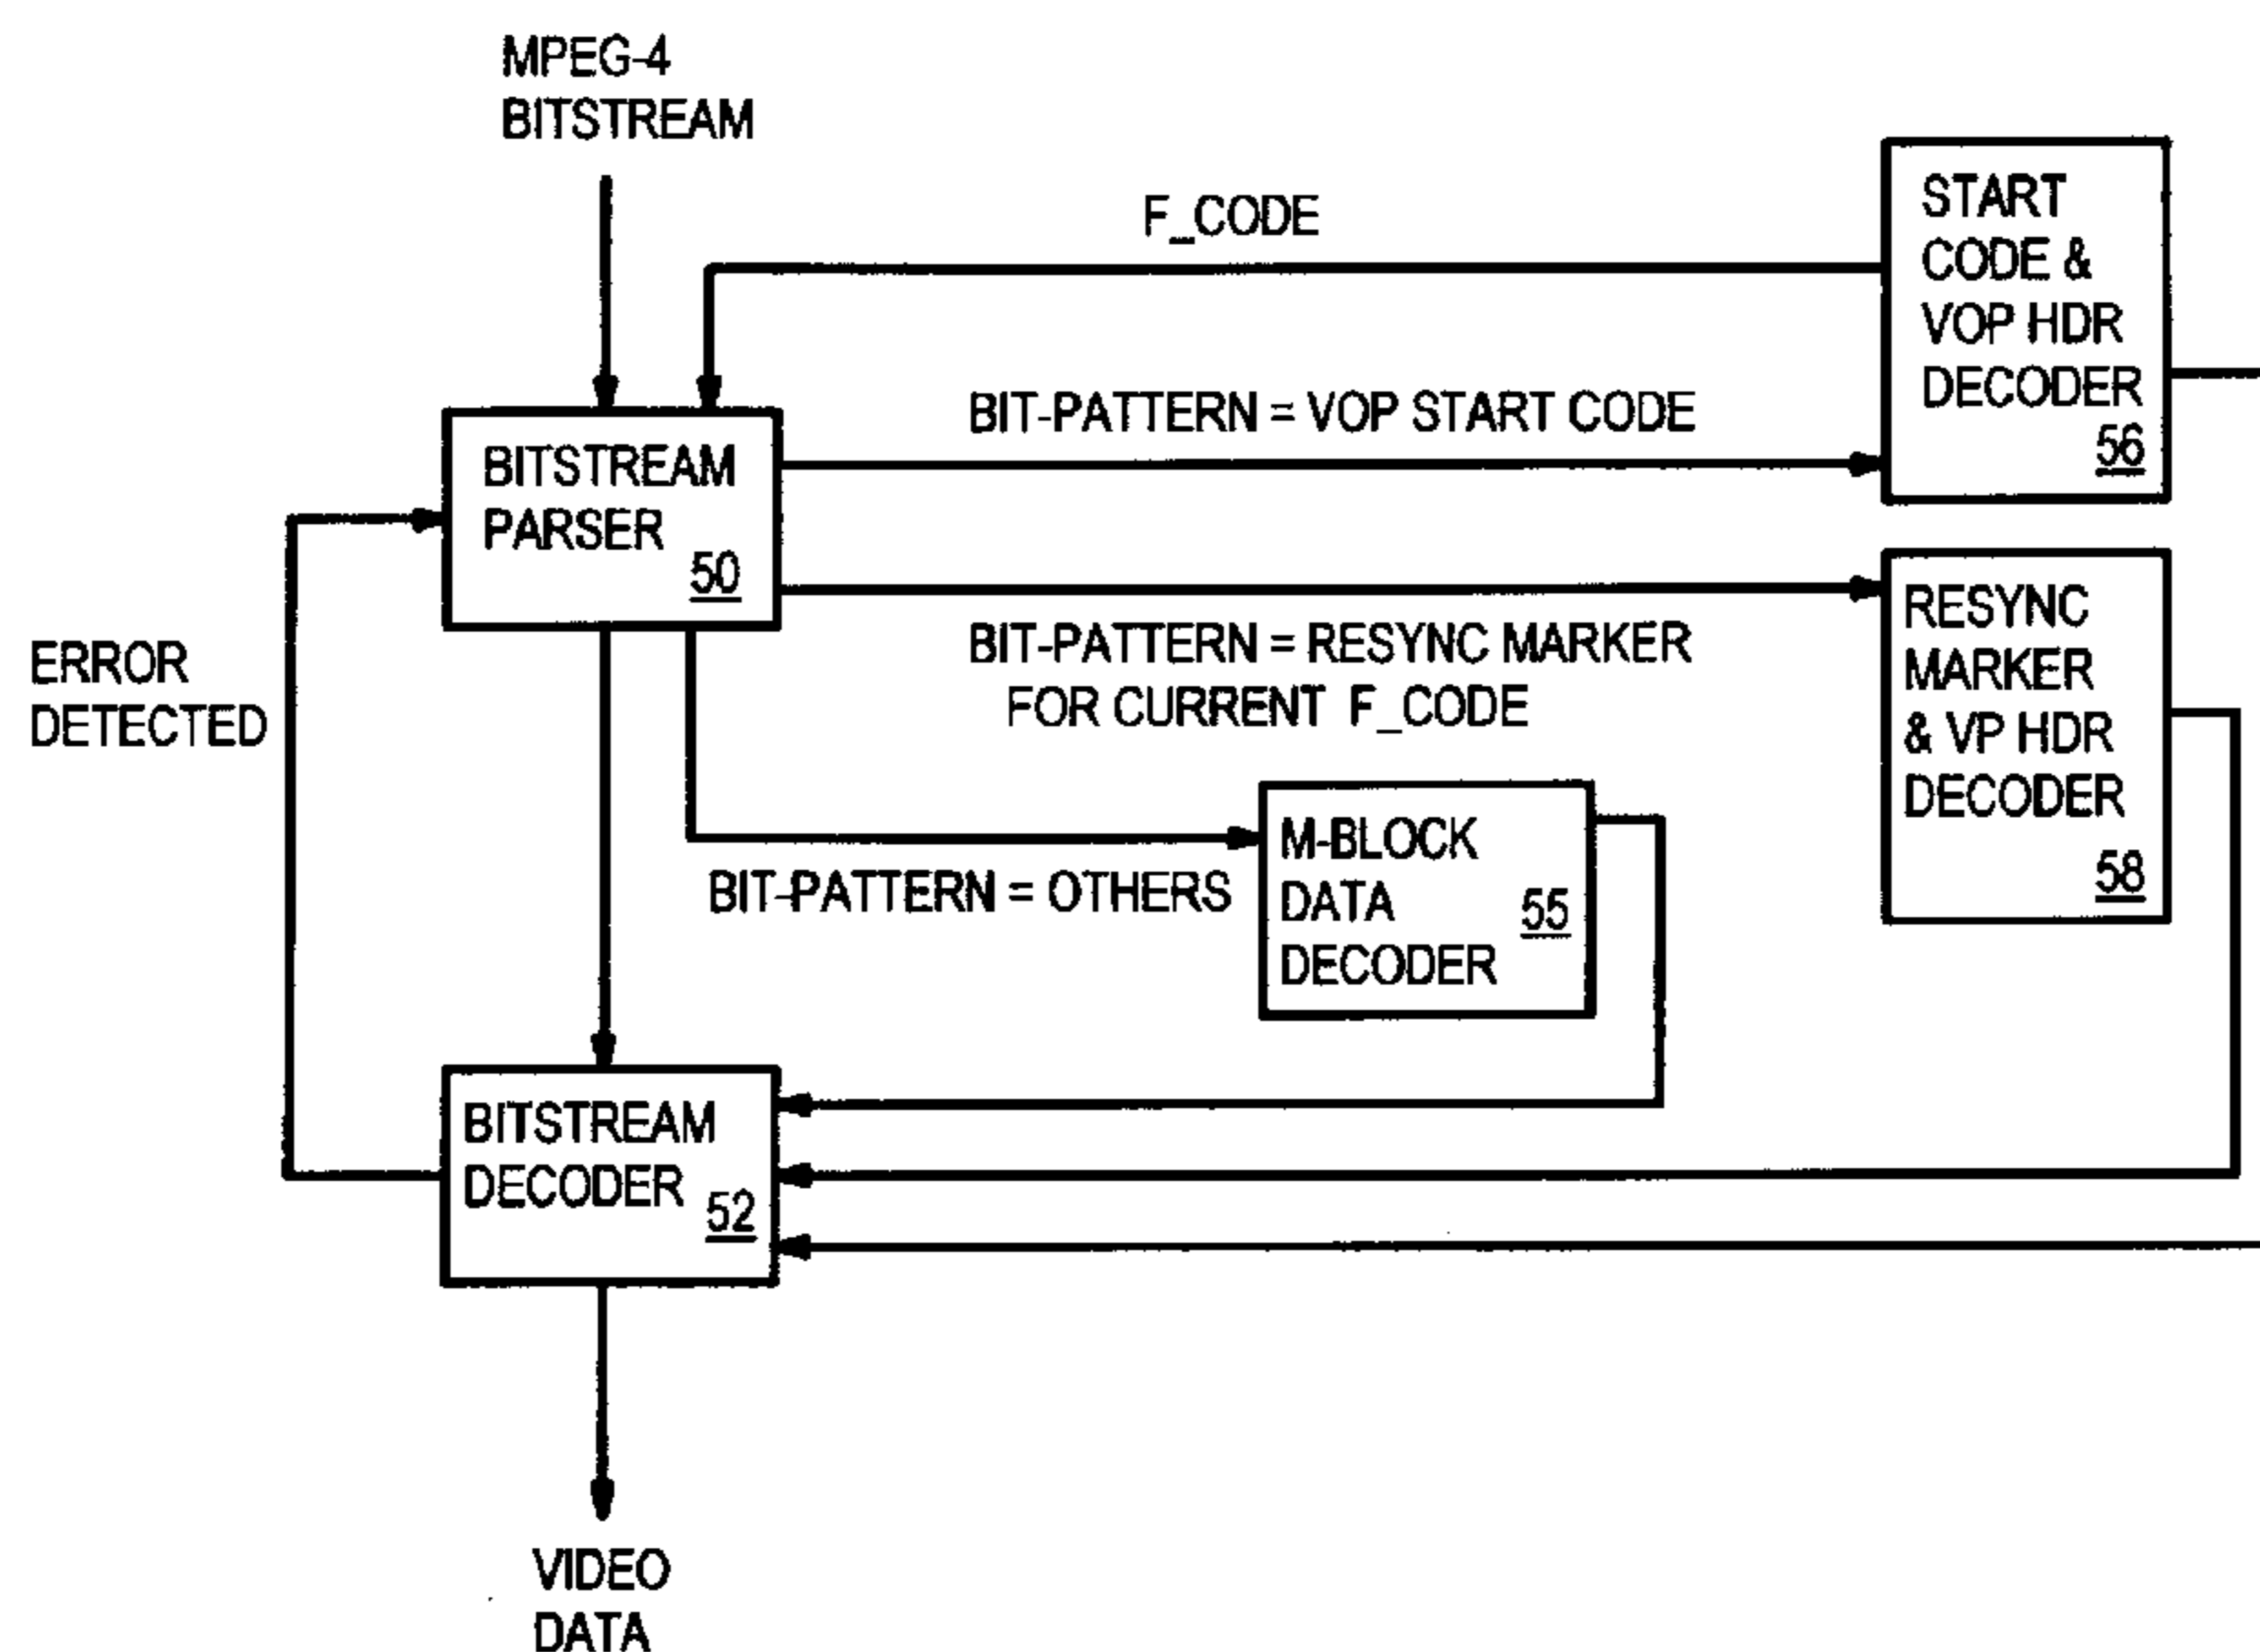 MPEG-4
BITSTREAM
F_CODE
START
CODE &
VOP HDR
DECODER
56
BIT-PATTERN = VOP START CODE
BITSTREAM
PARSER
50
BIT-PATTERN = RESYNC MARKER
FOR CURRENT F_CODE
RESYNC
MARKER
& VP HDR
DECODER
58
ERROR
DETECTED
BIT-PATTERN = OTHERS
M-BLOCK
DATA
DECODER
55
BITSTREAM
DECODER
52
VIDEO
DATA